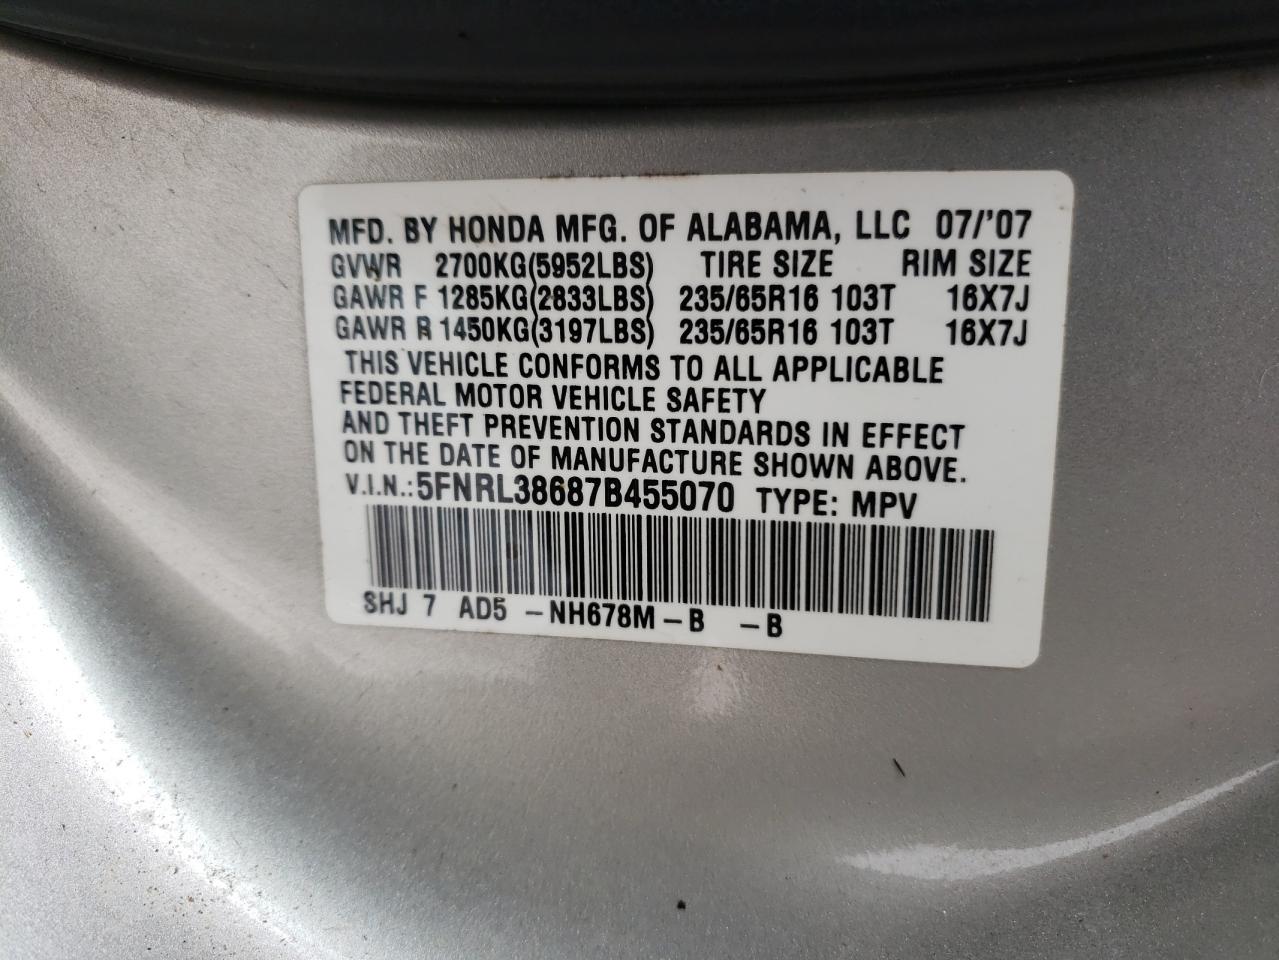 MFD. BY HONDA MFG. OF ALABAMA, LLC 07/'07
GVWR 2700KG(5952LBS) TIRE SIZE RIM SIZE
GAWR F 1285KG(2833LBS) 235/65R16 103T 16X7J
GAWR R 1450KG(3197LBS) 235/65R16 103T 16X7J
THIS VEHICLE CONFORMS TO ALL APPLICABLE
FEDERAL MOTOR VEHICLE SAFETY
AND THEFT PREVENTION STANDARDS IN EFFECT
ON THE DATE OF MANUFACTURE SHOWN ABOVE.
V.I.N.:5FNRL38687B455070 TYPE: MPV
SHJ 7 AD5 -NH678M-B -B